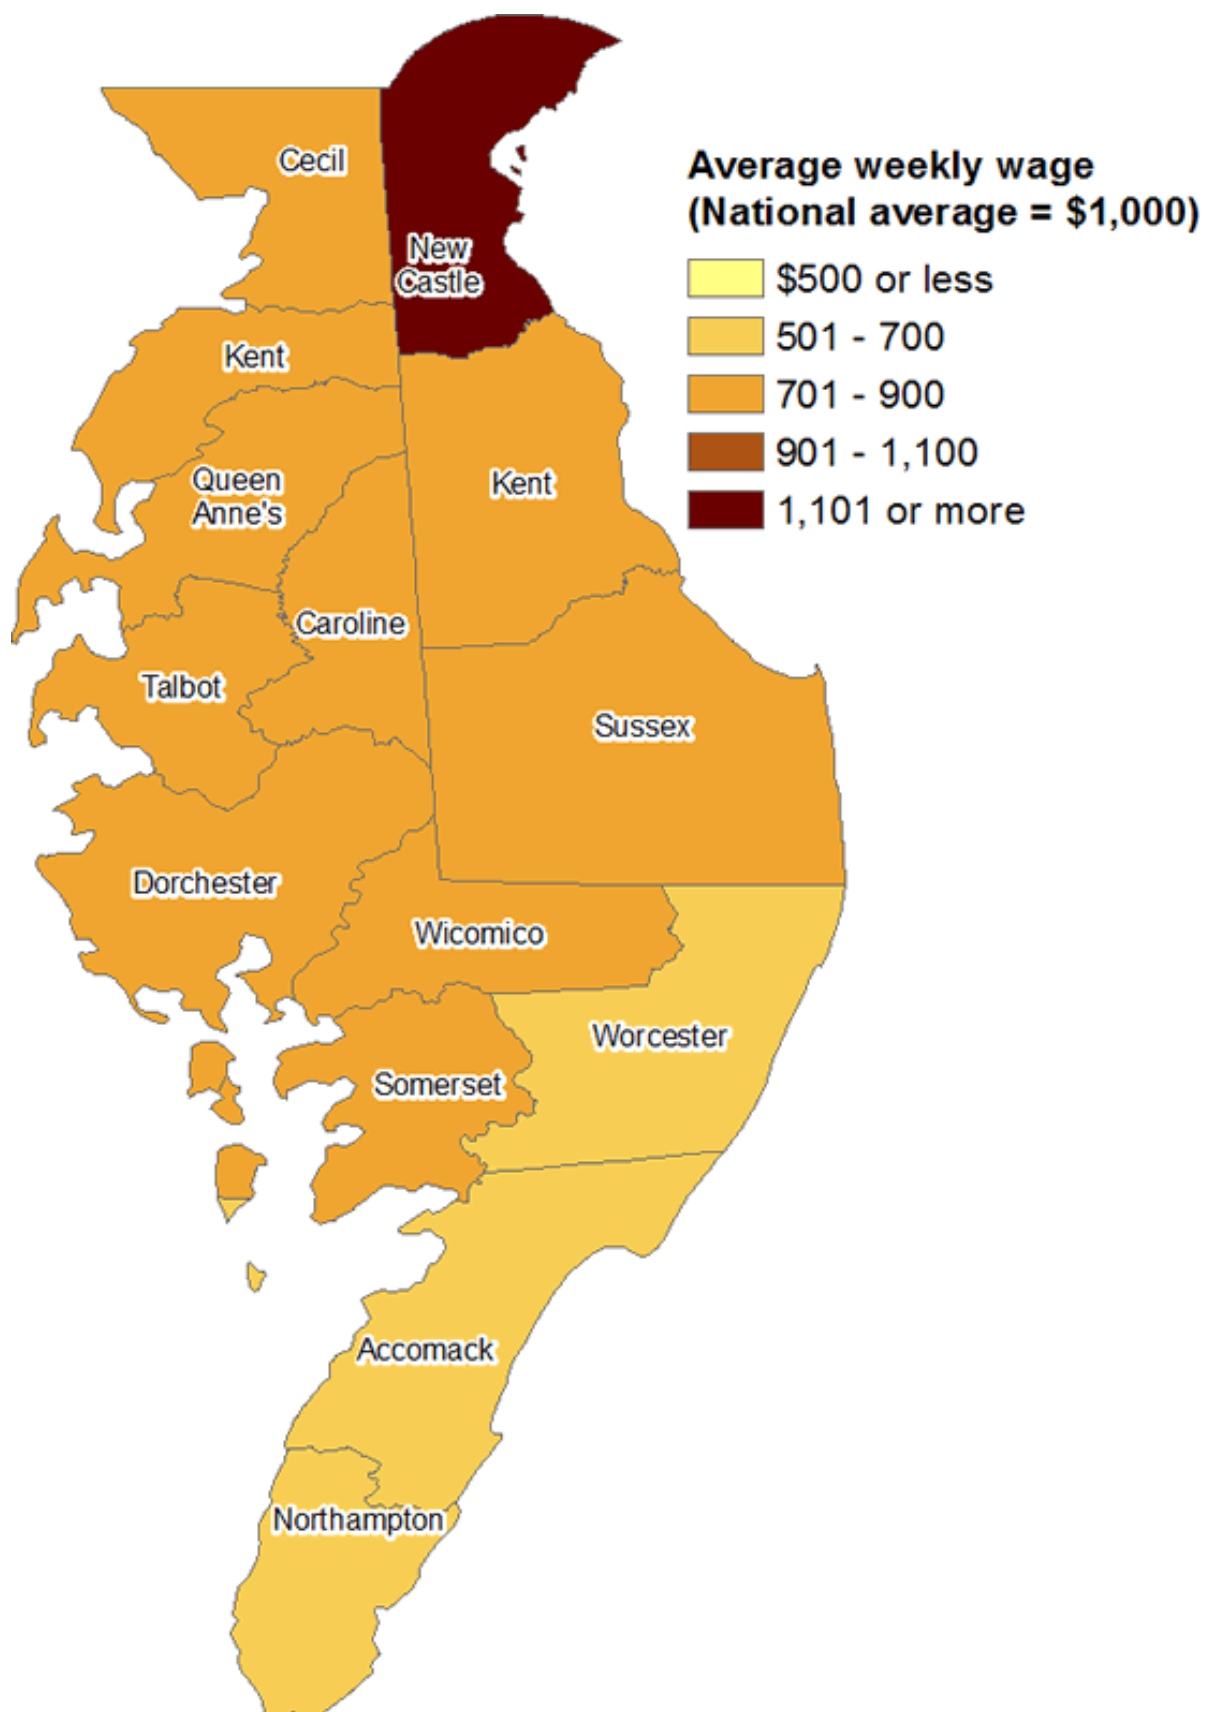 Average weekly wage
(National average = $1,000)
$500 or less
501 - 700
701 - 900
901 - 1,100
1,101 or more
Cecil
New
Castle
Kent
Queen
Anne's
Kent
Caroline
Talbot
Sussex
Dorchester
Wicomico
Worcester
Somerset
Accomack
Northampton